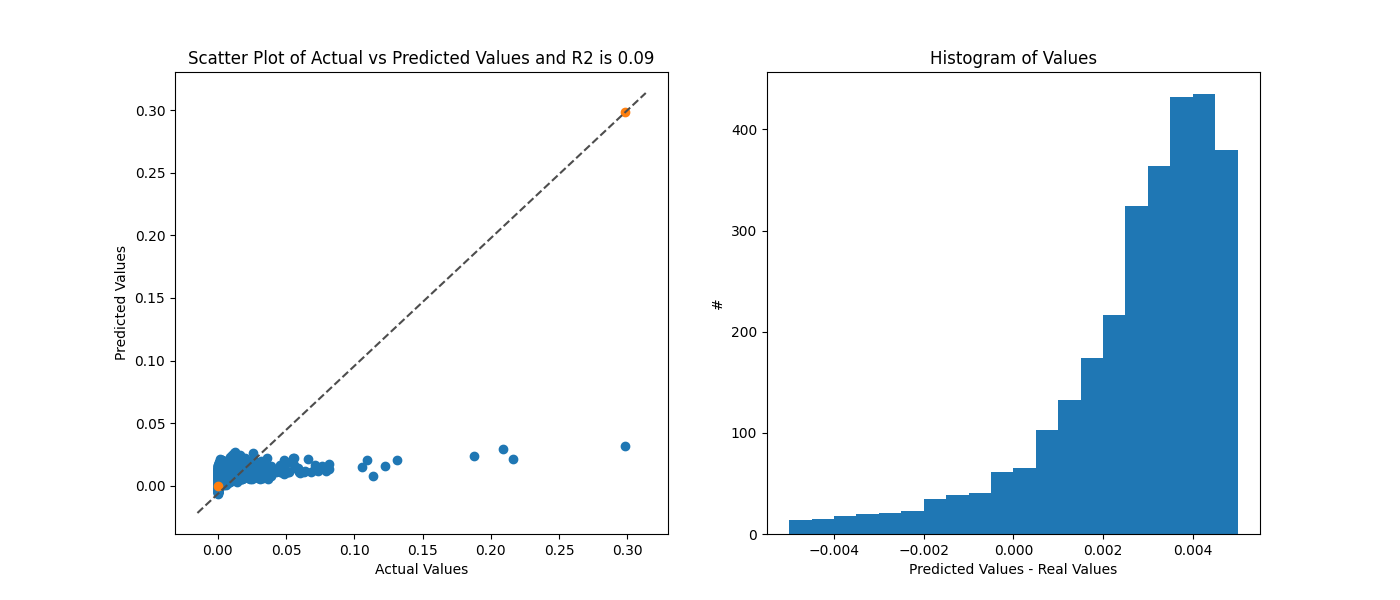 Scatter Plot of Actual vs Predicted Values and R2 is 0.09
Predicted Values
0.30
0.25
0.20
0.15
0.10
0.05
0.00
0.00 0.05 0.10 0.15 0.20 0.25 0.30
Actual Values
Histogram of Values
#
400
300
200
100
0
−0.004 −0.002 0.000 0.002 0.004
Predicted Values - Real Values